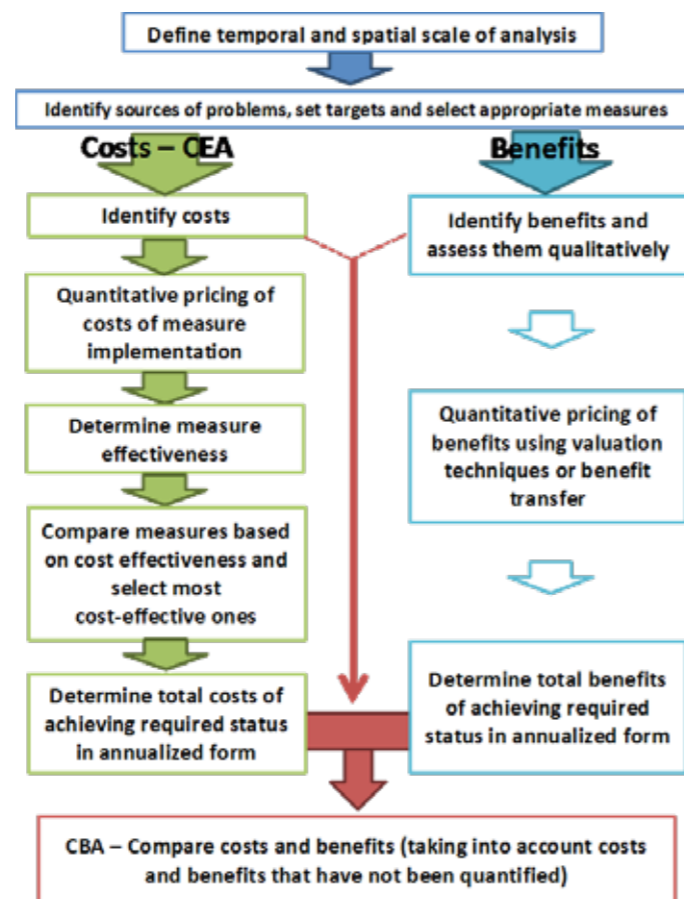 Define temporal and spatial scale of analysis
Identify sources of problems, set targets and select appropriate measures
Costs – CEA
Benefits
Identify costs
Identify benefits and
assess them qualitatively
Quantitative pricing of
costs of measure
implementation
Quantitative pricing of
benefits using valuation
techniques or benefit
transfer
Determine measure
effectiveness
Compare measures based
on cost effectiveness and
select most
cost-effective ones
Determine total costs of
achieving required status
in annualized form
Determine total benefits
of achieving required
status in annualized form
CBA – Compare costs and benefits (taking into account costs
and benefits that have not been quantified)